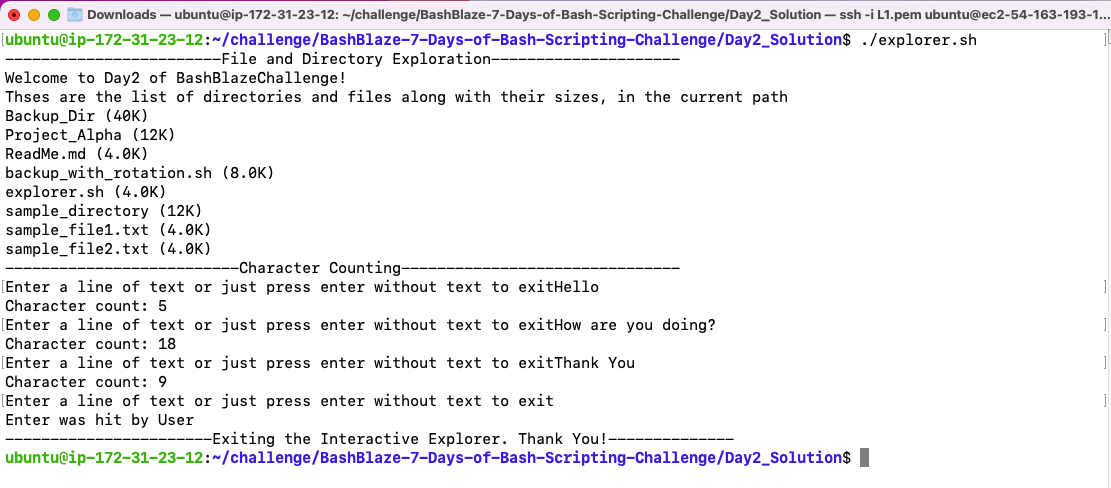 Downloads — ubuntu@ip-172-31-23-12: ~/challenge/BashBlaze-7-Days-of-Bash-Scripting-Challenge/Day2_Solution — ssh -i L1.pem ubuntu@ec2-54-163-193-1...
[ubuntu@ip-172-31-23-12:~/challenge/BashBlaze-7-Days-of-Bash-Scripting-Challenge/Day2_Solution$ ./explorer.sh ]
------------------------File and Directory Exploration---------------------
Welcome to Day2 of BashBlazeChallenge!
Thses are the list of directories and files along with their sizes, in the current path
Backup_Dir (40K)
Project_Alpha (12K)
ReadMe.md (4.0K)
backup_with_rotation.sh (8.0K)
explorer.sh (4.0K)
sample_directory (12K)
sample_file1.txt (4.0K)
sample_file2.txt (4.0K)
--------------------------Character Counting-------------------------------
[Enter a line of text or just press enter without text to exitHello ]
Character count: 5
[Enter a line of text or just press enter without text to exitHow are you doing? ]
Character count: 18
[Enter a line of text or just press enter without text to exitThank You ]
Character count: 9
[Enter a line of text or just press enter without text to exit ]
Enter was hit by User
-----------------------Exiting the Interactive Explorer. Thank You!--------------
ubuntu@ip-172-31-23-12:~/challenge/BashBlaze-7-Days-of-Bash-Scripting-Challenge/Day2_Solution$